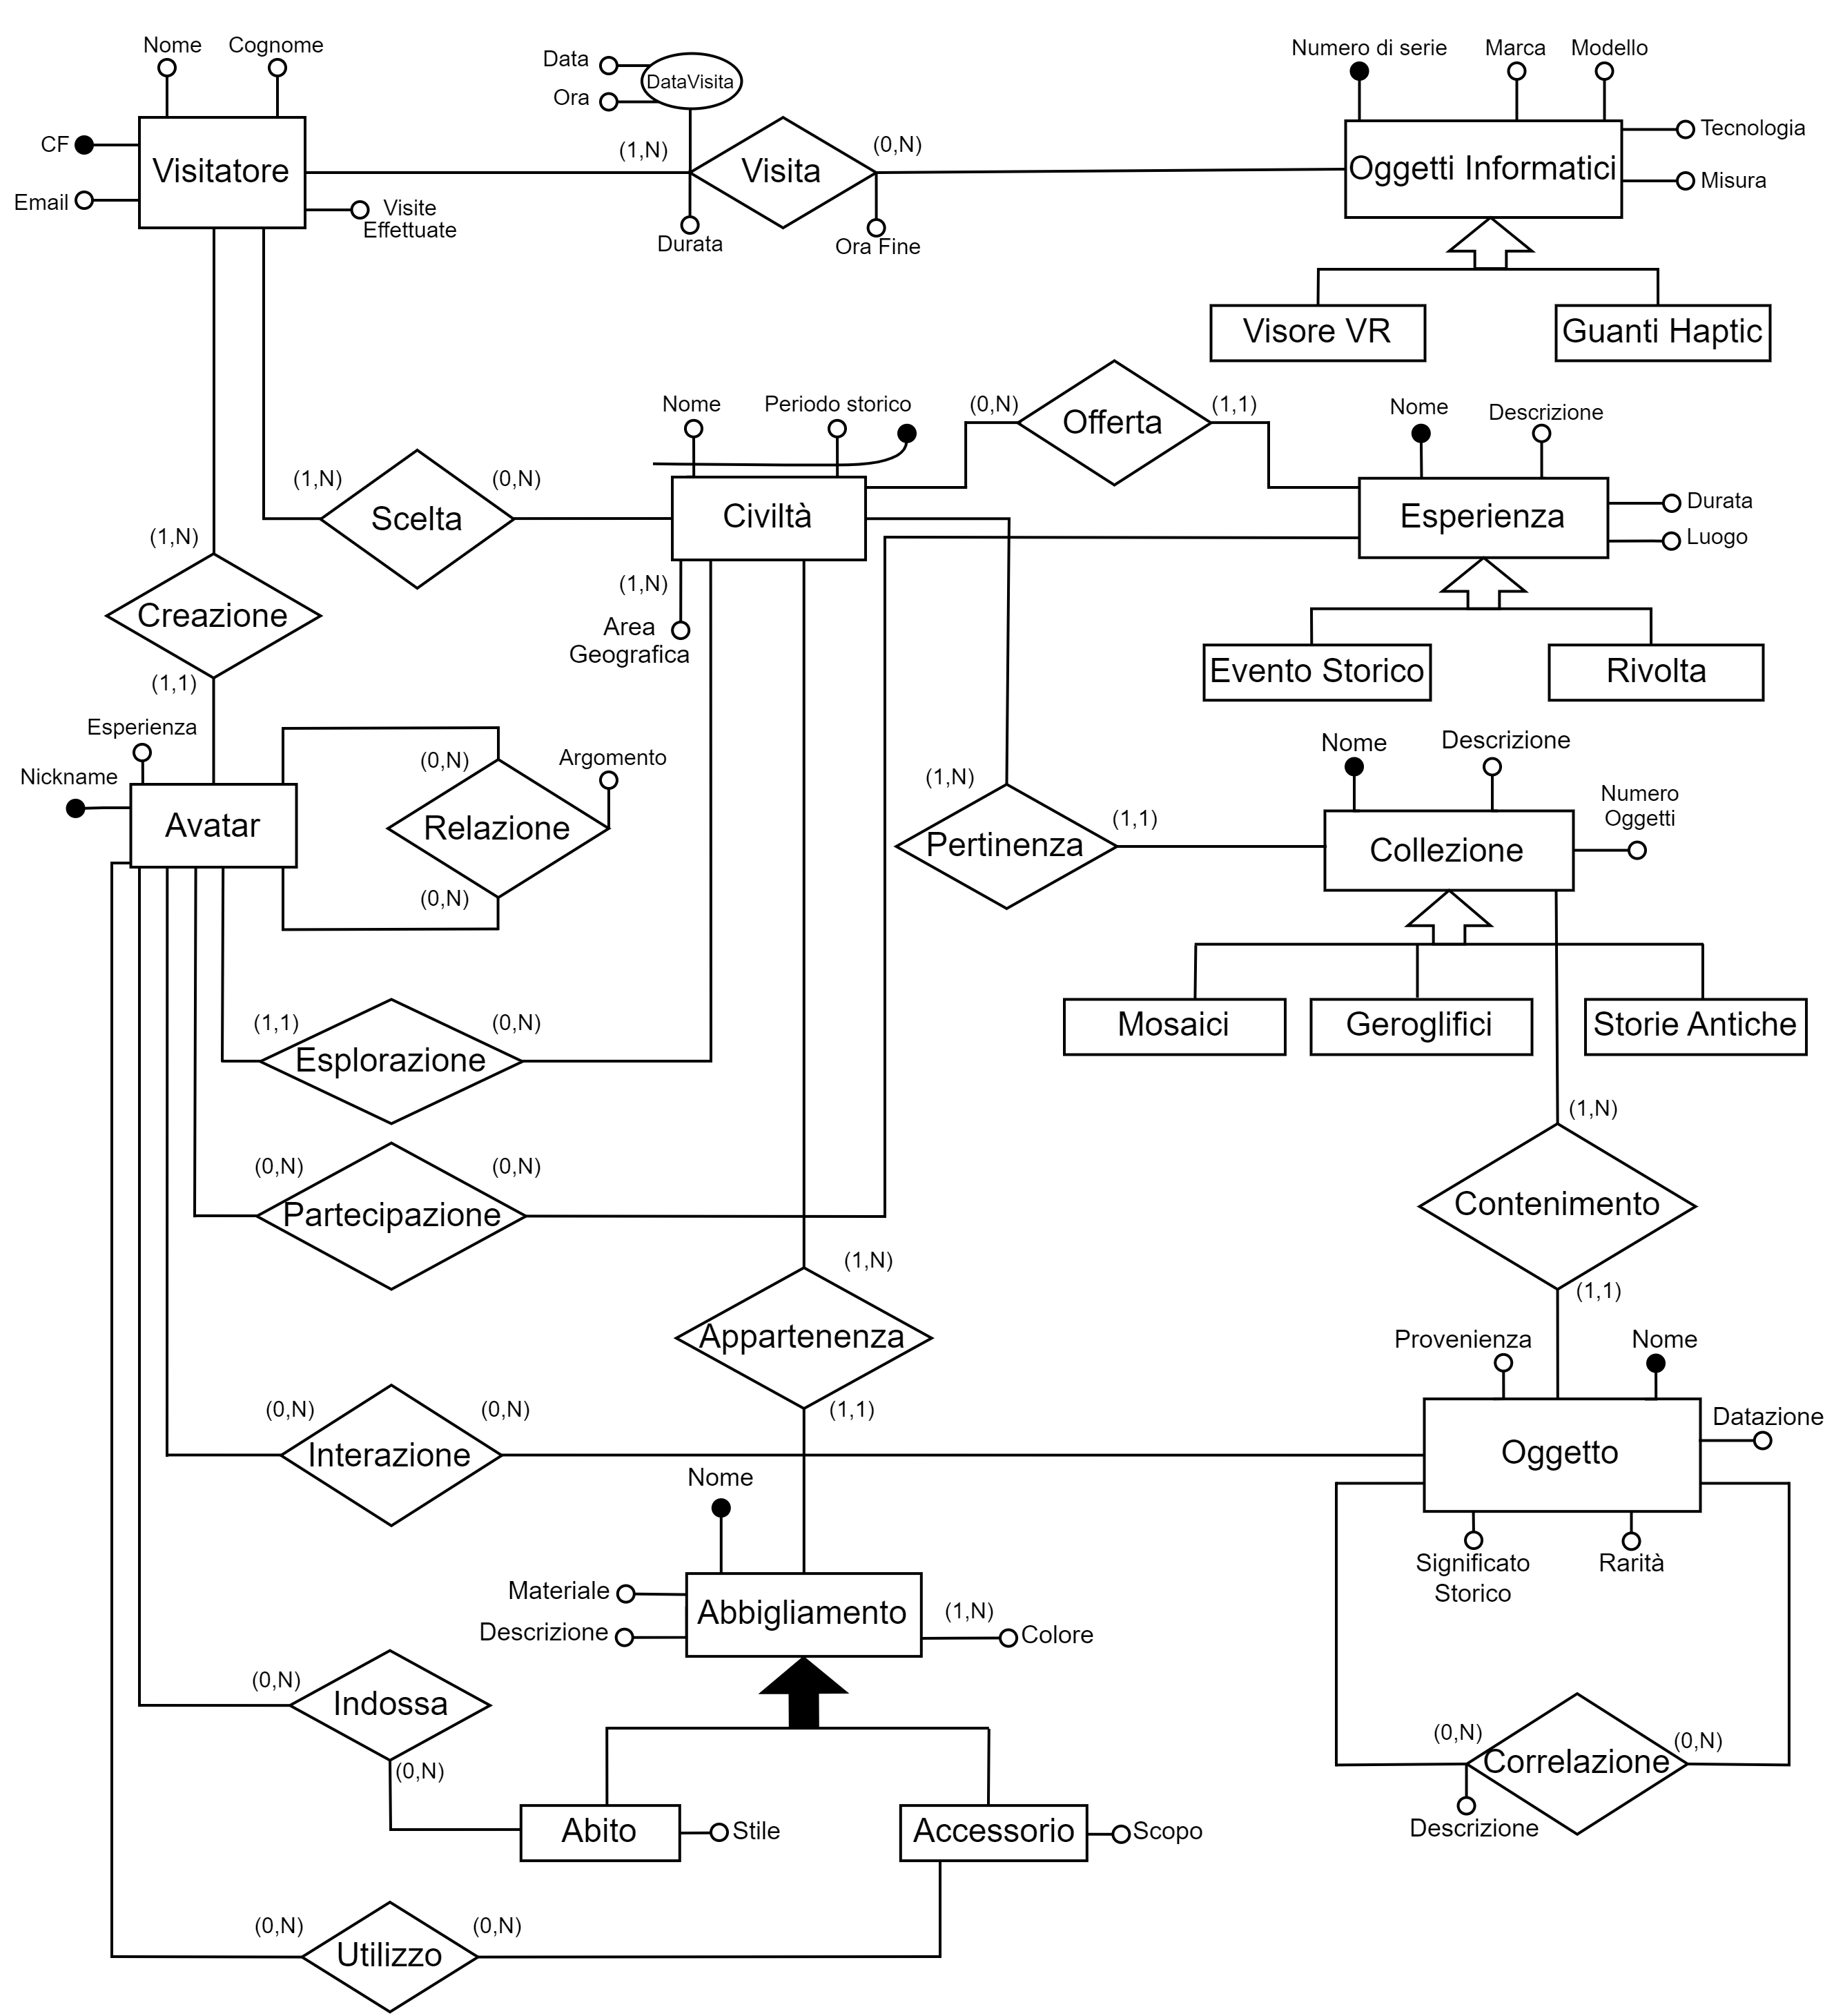 Nome
Cognome
CF
Visitatore
Email
Visite
Effettuate
Data
Ora
DataVisita
(1,N)
Visita
(0,N)
Durata
Ora Fine
Numero di serie
Marca
Modello
Oggetti Informatici
Tecnologia
Misura
Visore VR
Guanti Haptic
Nome
Periodo storico
(0,N)
Offerta
(1,1)
Nome
Descrizione
(1,N)
Scelta
(0,N)
Civiltà
Esperienza
Durata
Luogo
(1,N)
Creazione
(1,1)
(1,N)
Area
Geografica
Evento Storico
Rivolta
Esperienza
Nickname
Avatar
(0,N)
Relazione
(0,N)
Argomento
(1,N)
Pertinenza
(1,1)
Nome
Descrizione
Collezione
Numero
Oggetti
Mosaici
Geroglifici
Storie Antiche
(1,1)
Esplorazione
(0,N)
(0,N)
Partecipazione
(0,N)
(1,N)
Contenimento
(1,1)
(1,N)
Appartenenza
(1,1)
Provenienza
Nome
Datazione
Oggetto
(0,N)
Interazione
(0,N)
Significato
Storico
Rarità
Nome
Materiale
Descrizione
Abbigliamento
(1,N)
Colore
(0,N)
Indossa
(0,N)
(0,N)
Correlazione
(0,N)
Descrizione
Abito
Stile
Accessorio
Scopo
(0,N)
Utilizzo
(0,N)